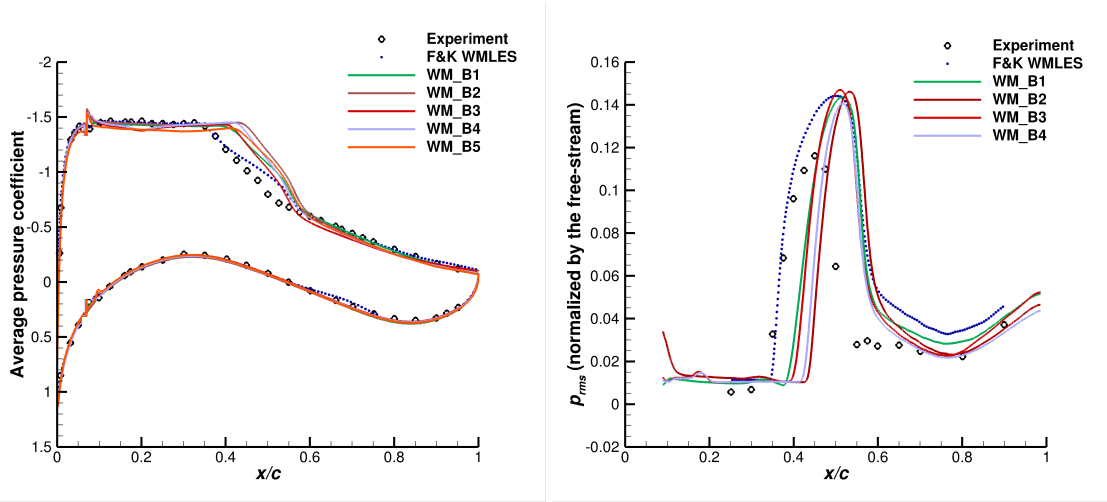 Experiment
F&K WMLES
WM_B1
WM_B2
WM_B3
WM_B4
WM_B5
-2
-1.5
-1
-0.5
0
0.5
1
1.5
Average pressure coefficient
0 0.2 0.4 0.6 0.8 1
x/c
Experiment
F&K WMLES
WM_B1
WM_B2
WM_B3
WM_B4
0.16
0.14
0.12
0.1
0.08
0.06
0.04
0.02
0
-0.02
prms (normalized by the free-stream)
0 0.2 0.4 0.6 0.8 1
x/c